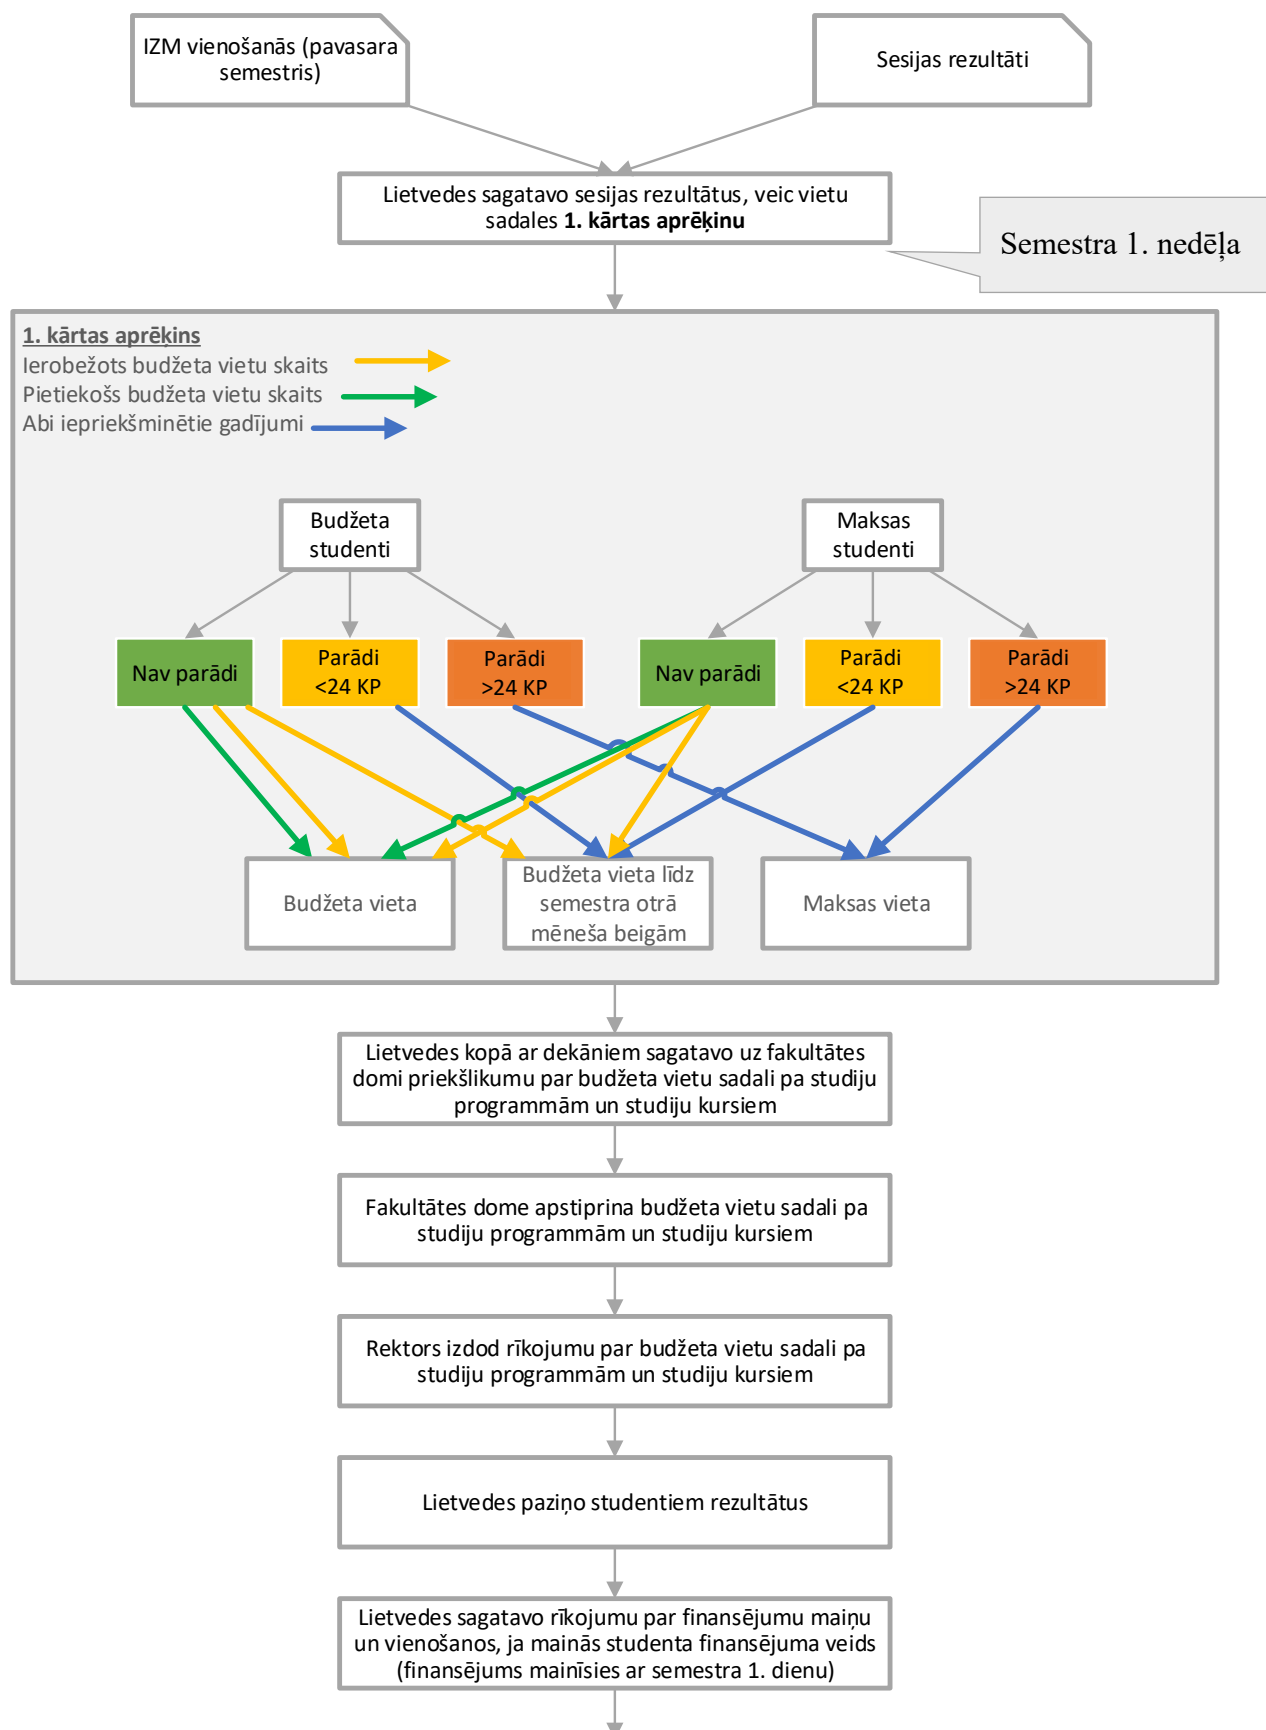 IZM vienošanās (pavasara
semestris)
Sesijas rezultāti
Lietvedes sagatavo sesijas rezultātus, veic vietu
sadales 1. kārtas aprēķinu
Semestra 1. nedēļa
1. kārtas aprēķins
Ierobežots budžeta vietu skaits
Pietiekošs budžeta vietu skaits
Abi iepriekšminētie gadījumi
Budžeta
studenti
Maksas
studenti
Nav parādi
Parādi
<24 KP
Parādi
>24 KP
Nav parādi
Parādi
<24 KP
Parādi
>24 KP
Budžeta vieta
Budžeta vieta līdz
semestra otrā
mēneša beigām
Maksas vieta
Lietvedes kopā ar dekāniem sagatavo uz fakultātes
domi priekšlikumu par budžeta vietu sadali pa studiju
programmām un studiju kursiem
Fakultātes dome apstiprina budžeta vietu sadali pa
studiju programmām un studiju kursiem
Rektors izdod rīkojumu par budžeta vietu sadali pa
studiju programmām un studiju kursiem
Lietvedes paziņo studentiem rezultātus
Lietvedes sagatavo rīkojumu par finansējumu maiņu
un vienošanos, ja mainās studenta finansējuma veids
(finansējums mainīsies ar semestra 1. dienu)